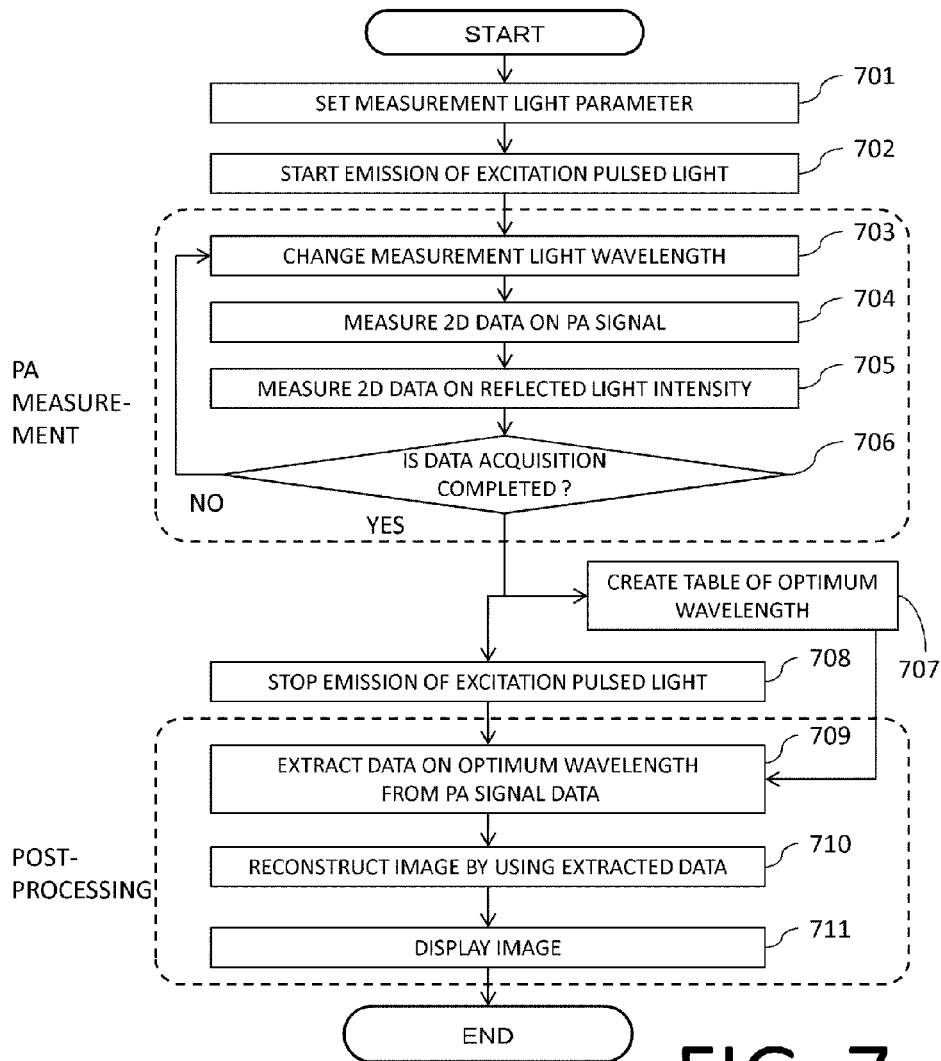 START
701
SET MEASUREMENT LIGHT PARAMETER
702
START EMISSION OF EXCITATION PULSED LIGHT
703
CHANGE MEASUREMENT LIGHT WAVELENGTH
704
MEASURE 2D DATA ON PA SIGNAL
705
MEASURE 2D DATA ON REFLECTED LIGHT INTENSITY
PA
MEASURE-
MENT
706
IS DATA ACQUISITION
COMPLETED ?
NO
YES
CREATE TABLE OF OPTIMUM
WAVELENGTH
707
708
STOP EMISSION OF EXCITATION PULSED LIGHT
709
EXTRACT DATA ON OPTIMUM WAVELENGTH
FROM PA SIGNAL DATA
POST-
PROCESSING
710
RECONSTRUCT IMAGE BY USING EXTRACTED DATA
711
DISPLAY IMAGE
END
FIG. 7